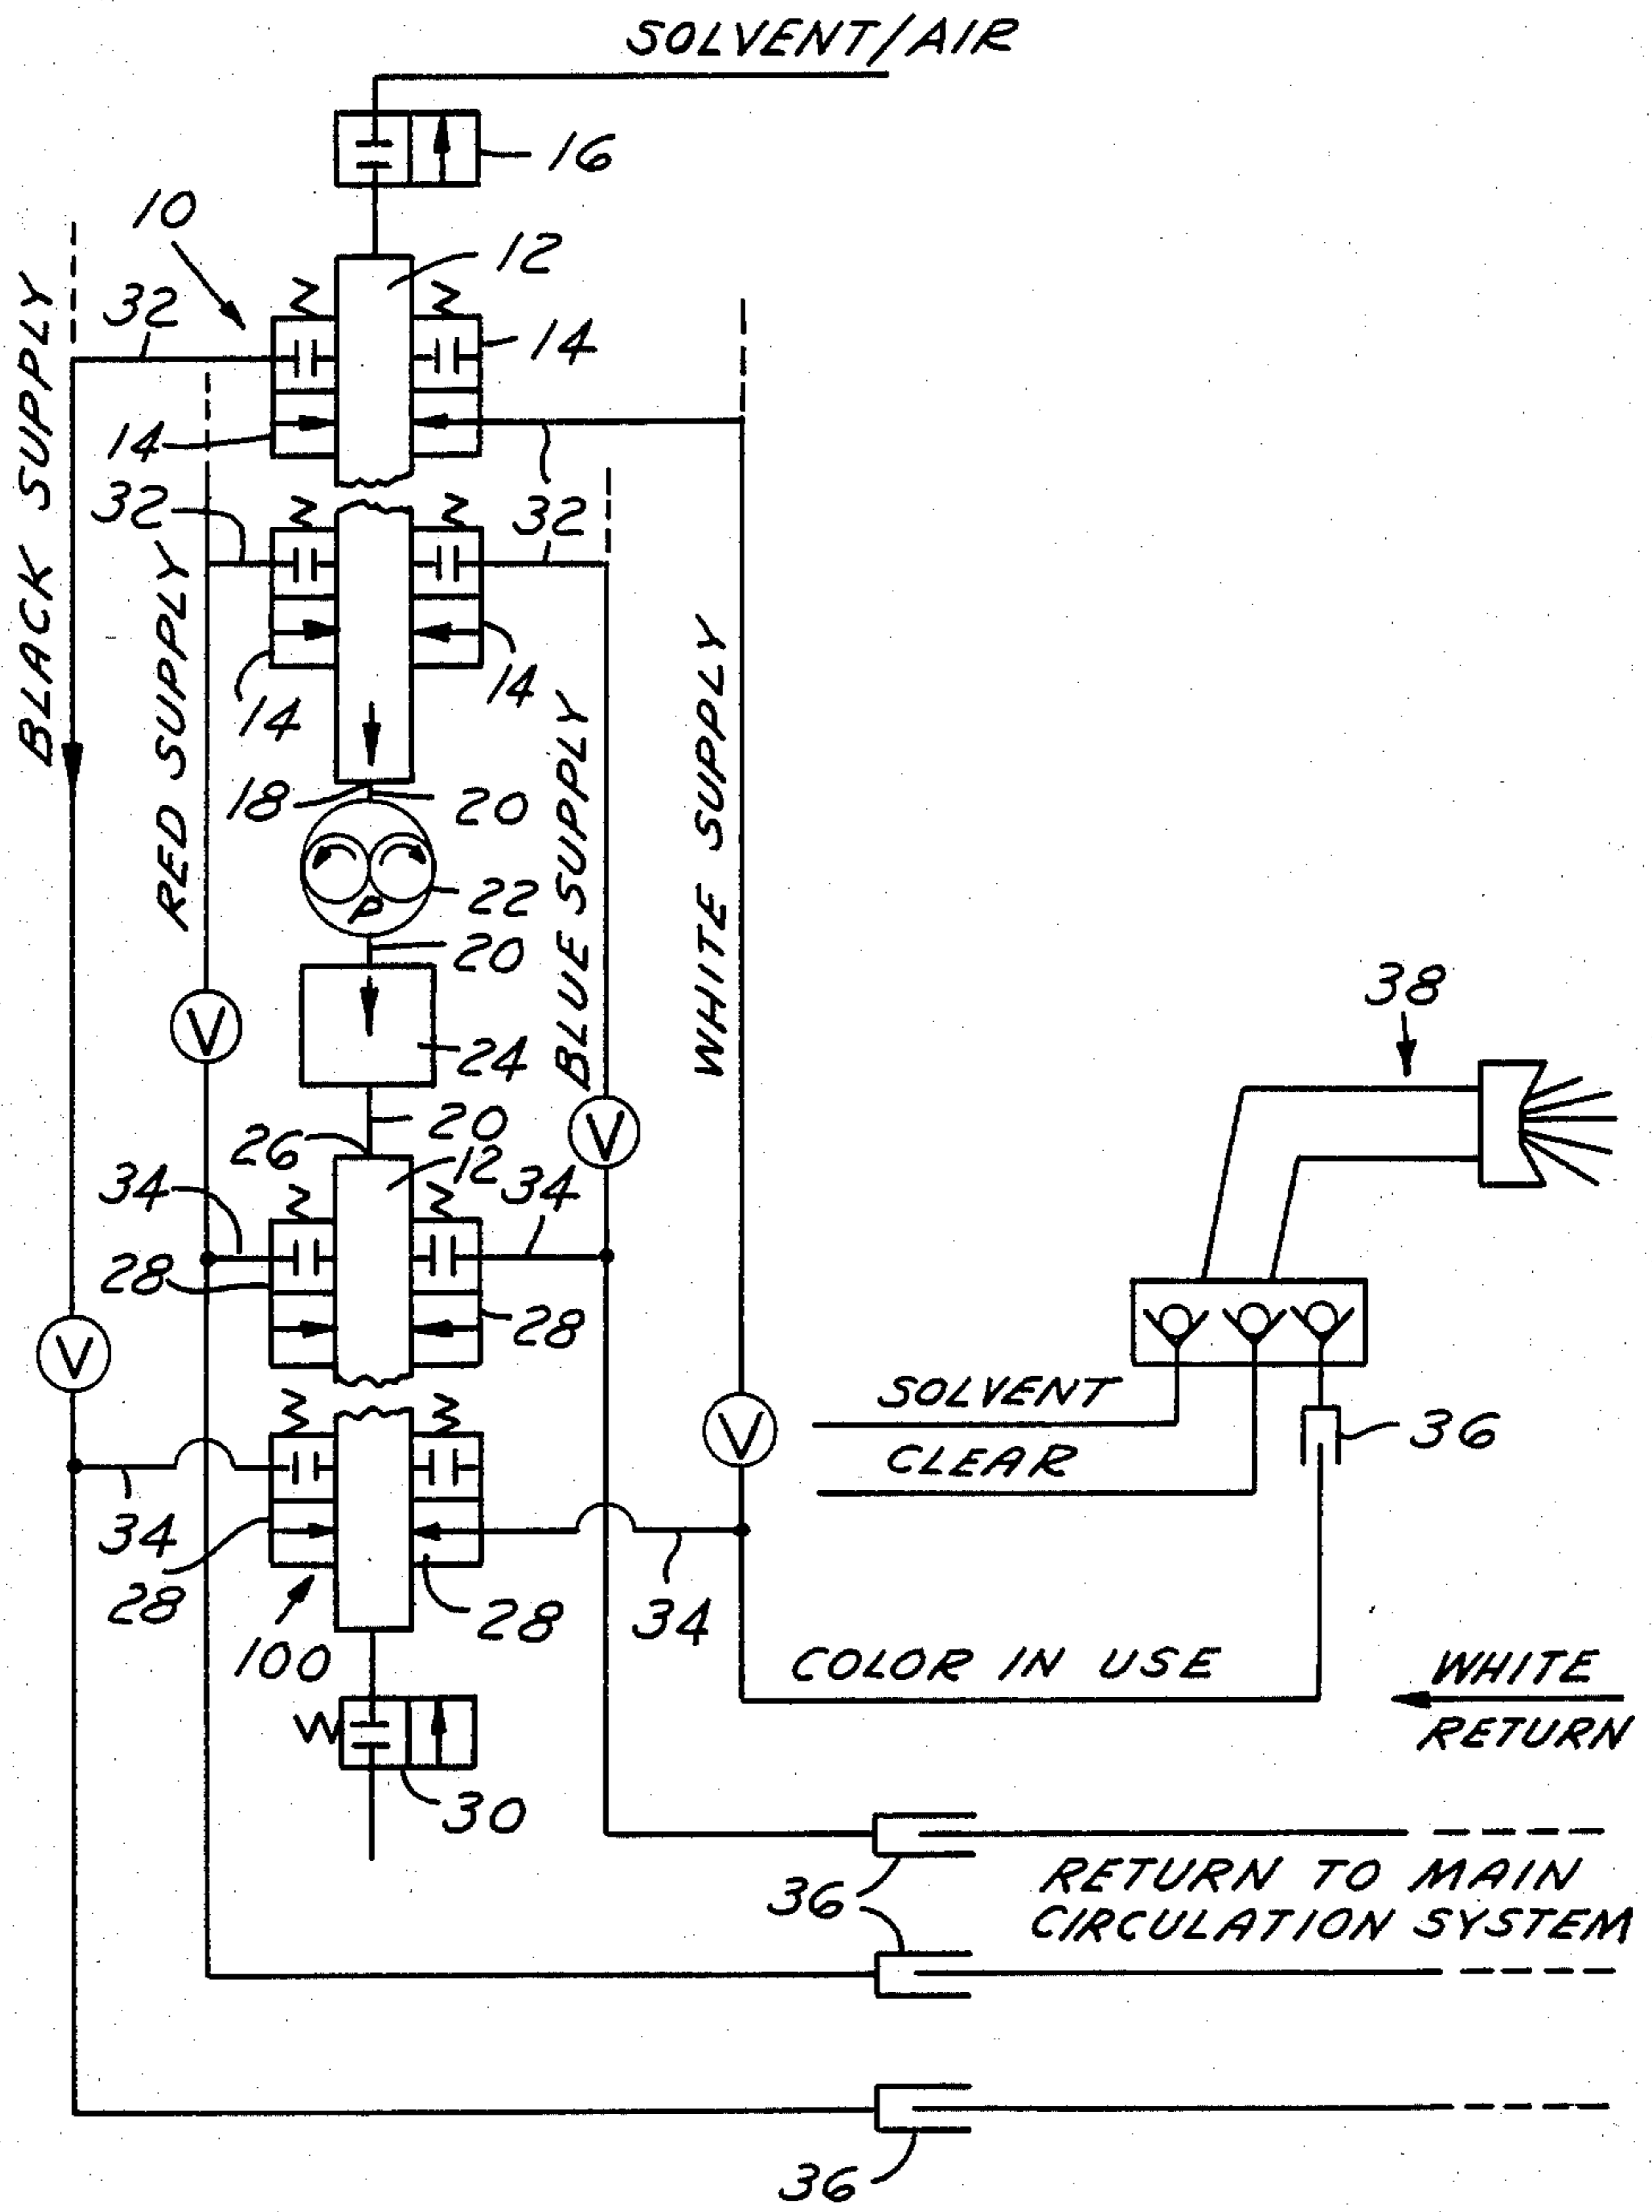 SOLVENT/AIR
16
10
12
32
14
BLACK SUPPLY
14
32
32
32
RED SUPPLY
14
14
BLUE SUPPLY
WHITE SUPPLY
18
20
22
P
20
38
V
24
20
V
26
12
34
34
28
28
V
SOLVENT
V
36
CLEAR
34
28
28
34
100
COLOR IN USE
WHITE
RETURN
30
RETURN TO MAIN
CIRCULATION SYSTEM
36
36